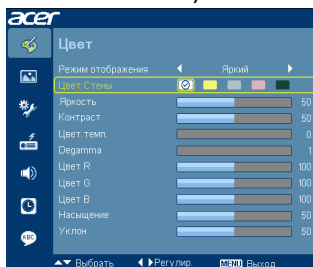 acer
Цвет
Режим отображения Яркий
Цвет Стены
Яркость 50
Контраст 50
Цвет темп. 0
Degamma 1
Цвет R 100
Цвет G 100
Цвет B 100
Насыщение 50
Уклон 50
ABC
Выбрать Регулир. MENU Выход